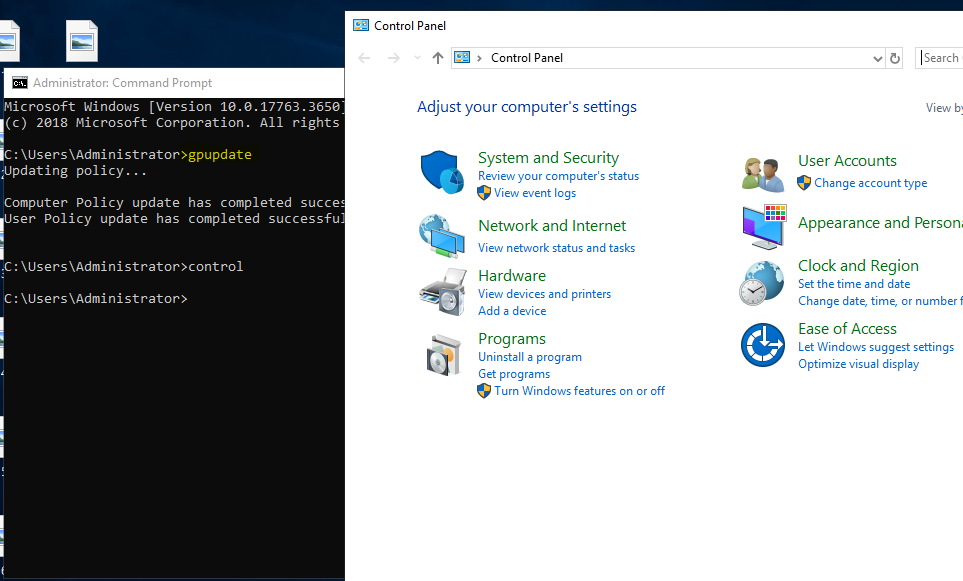 Administrator: Command Prompt
Microsoft Windows [Version 10.0.17763.3650]
(c) 2018 Microsoft Corporation. All rights
C:\Users\Administrator>gpupdate
Updating policy...
Computer Policy update has completed succes
User Policy update has completed successful
C:\Users\Administrator>control
C:\Users\Administrator>
Control Panel
Control Panel
Search
Adjust your computer's settings
View by
System and Security
Review your computer's status
View event logs
Network and Internet
View network status and tasks
Hardware
View devices and printers
Add a device
Programs
Uninstall a program
Get programs
Turn Windows features on or off
User Accounts
Change account type
Appearance and Persona
Clock and Region
Set the time and date
Change date, time, or number f
Ease of Access
Let Windows suggest settings
Optimize visual display